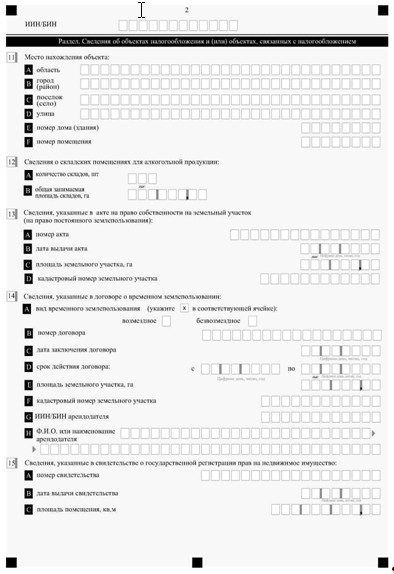 2
ИИН/БИН
Раздел. Сведения об объектах налогообложения и (или) объектах, связанных с налогообложением
11 Место нахождения объекта:
A область
B город (район)
C поселок (село)
D улица
E номер дома (здания)
F номер помещения
12 Сведения о складских помещениях для алкогольной продукции:
A количество складов, шт
B общая занимаемая площадь складов, га
13 Сведения, указанные в акте на право собственности на земельный участок
(на право постоянного землепользования):
A номер акта
B дата выдачи акта
C площадь земельного участка, га
D кадастровый номер земельного участка
14 Сведения, указанные в договоре о временном землепользовании:
A вид временного землепользования (укажите X в соответствующей ячейке):
возмездное безвозмездное
B номер договора
C дата заключения договора
D срок действия договора: с по
E площадь земельного участка, га
F кадастровый номер земельного участка
G ИИН/БИН арендодателя
H Ф.И.О. или наименование
арендодателя
15 Сведения, указанные в свидетельстве о государственной регистрации прав на недвижимое имущество:
A номер свидетельства
B дата выдачи свидетельства
C площадь помещения, кв.м